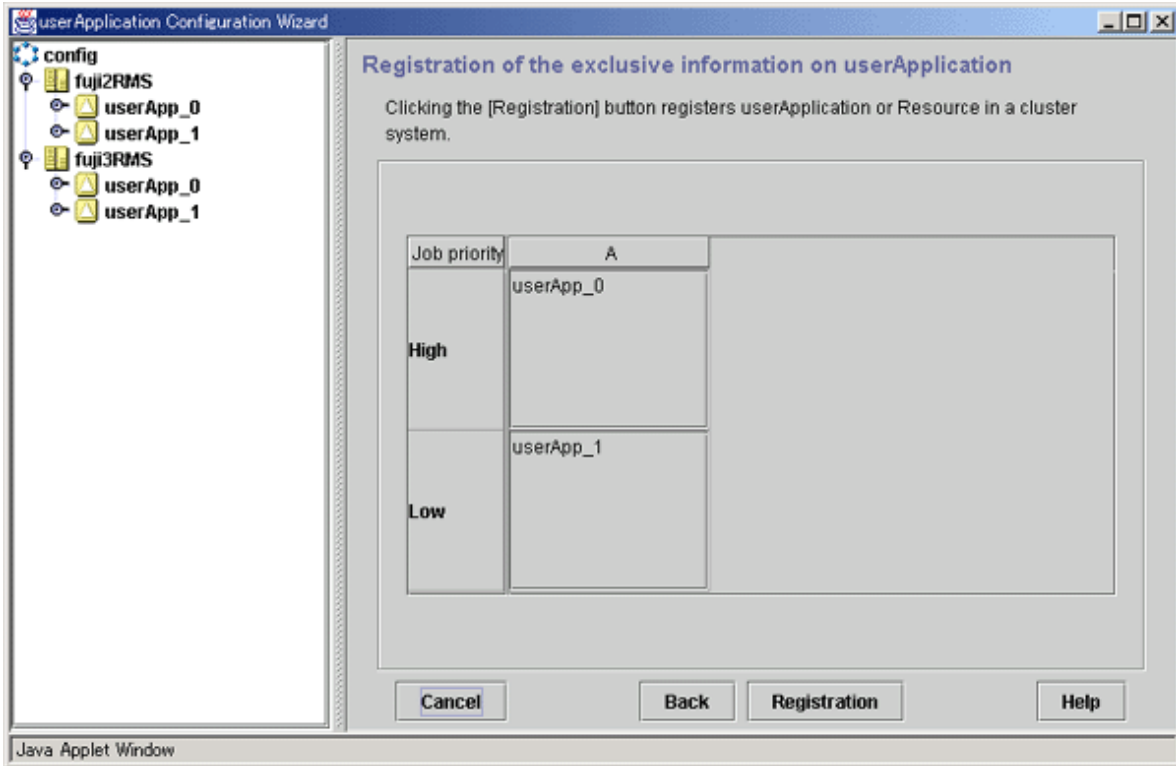 userApplication Configuration Wizard
config
fuji2RMS
userApp_0
userApp_1
fuji3RMS
userApp_0
userApp_1
Registration of the exclusive information on userApplication
Clicking the [Registration] button registers userApplication or Resource in a cluster
system.
Job priority A
High userApp_0
Low userApp_1
Cancel Back Registration Help
Java Applet Window